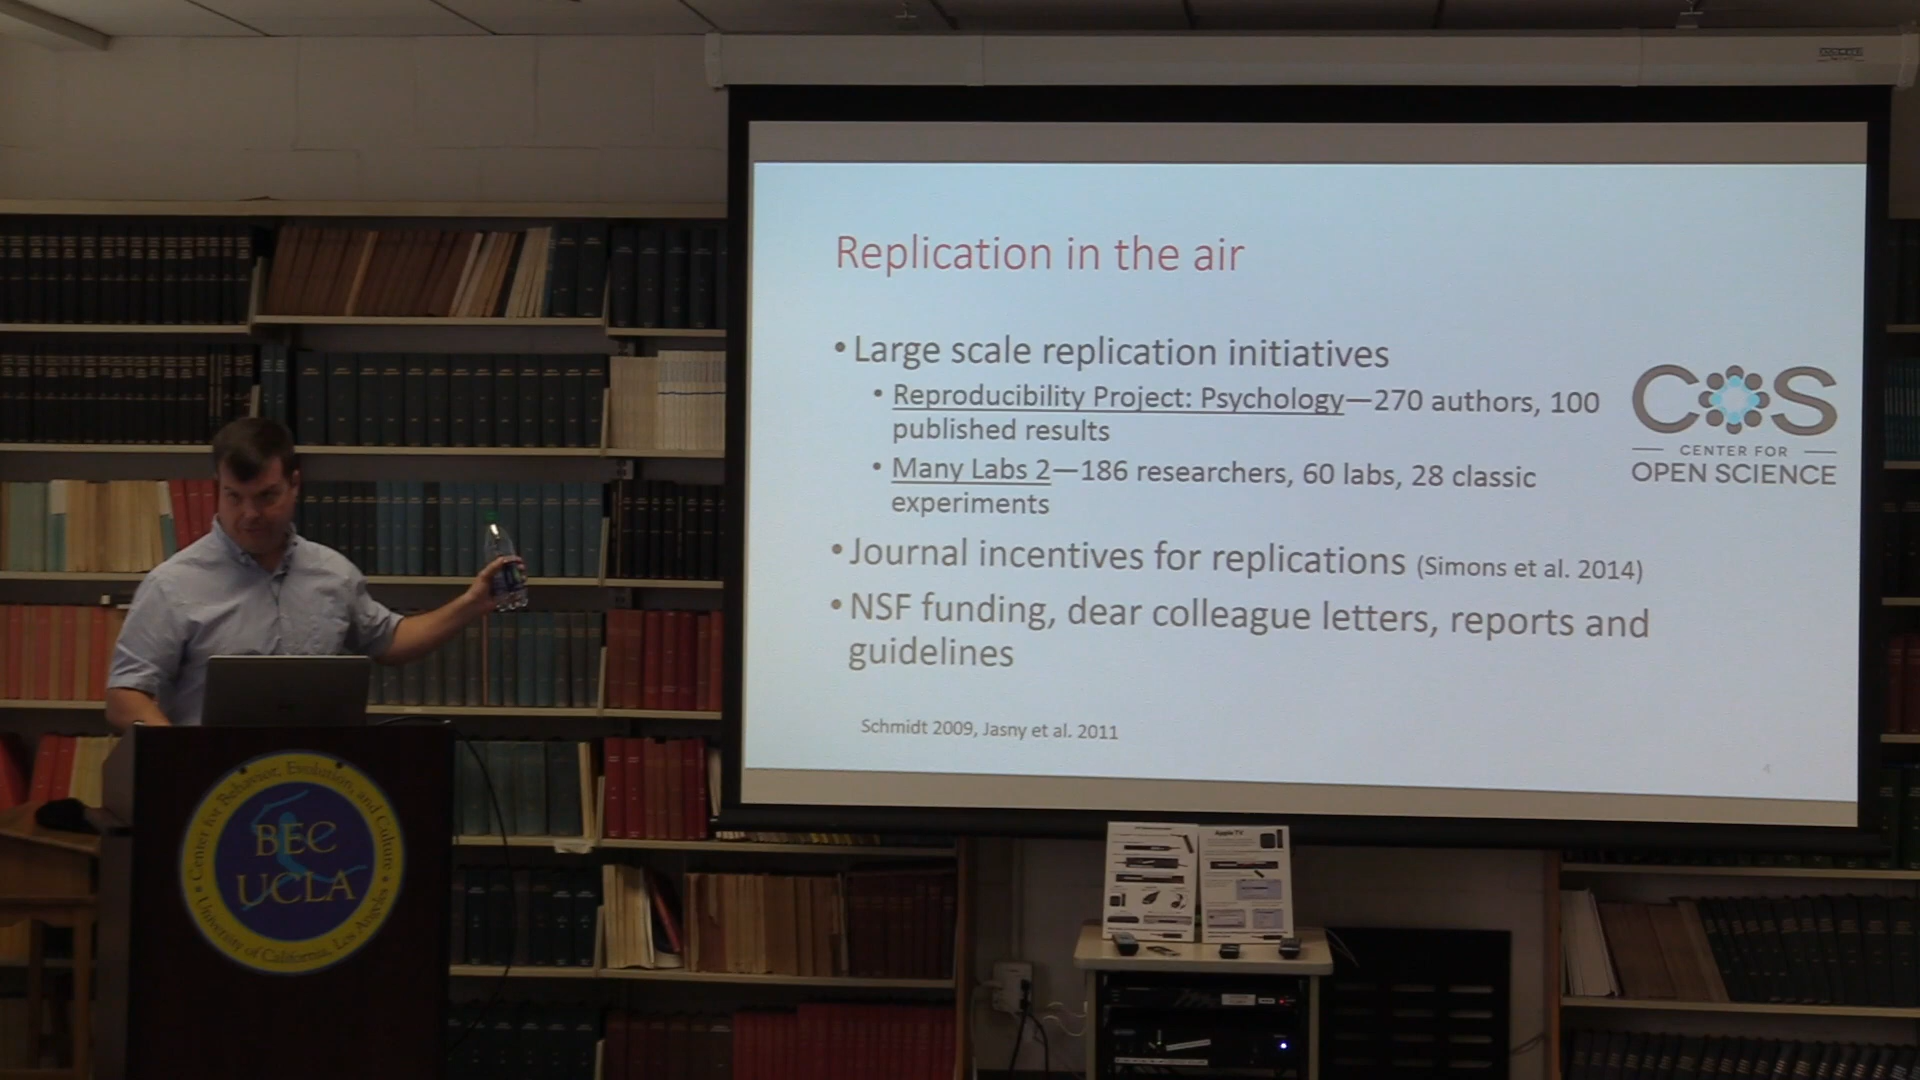 Replication in the air
• Large scale replication initiatives
• Reproducibility Project: Psychology—270 authors, 100
published results
• Many Labs 2—186 researchers, 60 labs, 28 classic
experiments
• Journal incentives for replications (Simons et al. 2014)
• NSF funding, dear colleague letters, reports and
guidelines
Schmidt 2009, Jasny et al. 2011
4
COS
CENTER FOR
OPEN SCIENCE
Center for Behavior, Evolution, and Culture
BEC
UCLA
University of California, Los Angeles
Apple TV